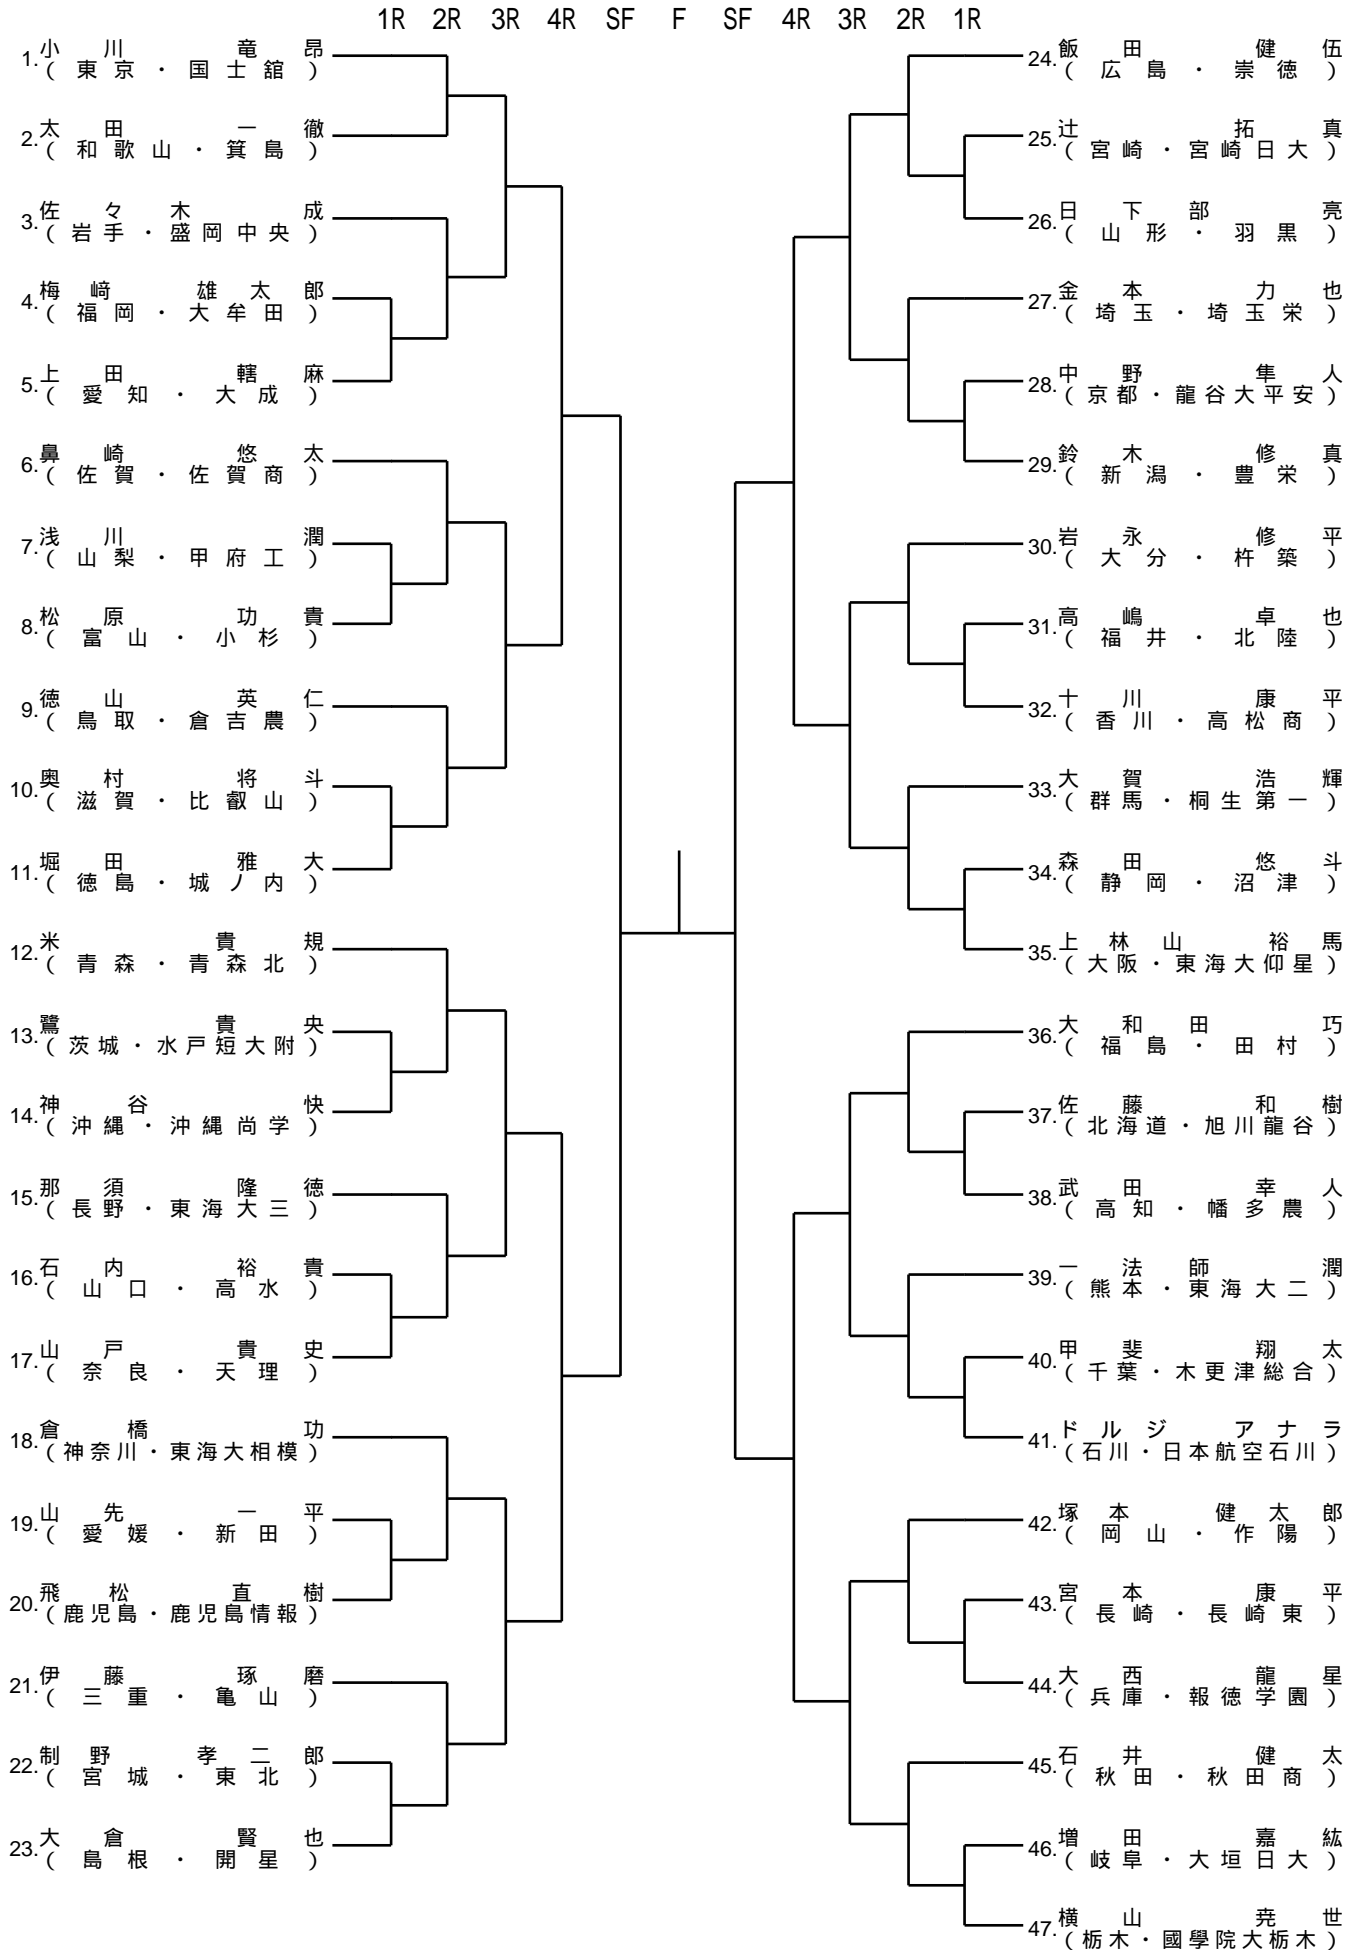 1R 2R 3R 4R SF F SF 4R 3R 2R 1R
1. 小川 竜昂
(東京・国士舘)
2. 太田 一徹
(和歌山・箕島)
3. 佐々木 成
(岩手・盛岡中央)
4. 梅﨑 雄太郎
(福岡・大牟田)
5. 上田 轄麻
(愛知・大成)
6. 鼻崎 悠太
(佐賀・佐賀商)
7. 浅川 潤
(山梨・甲府工)
8. 松原 功貴
(富山・小杉)
9. 徳山 英仁
(鳥取・倉吉農)
10. 奥村 将斗
(滋賀・比叡山)
11. 堀田 雅大
(徳島・城ノ内)
12. 米 貴規
(青森・青森北)
13. 鷺 貴央
(茨城・水戸短大附)
14. 神谷 快
(沖縄・沖縄尚学)
15. 那須 隆徳
(長野・東海大三)
16. 石内 裕貴
(山口・高水)
17. 山戸 貴史
(奈良・天理)
18. 倉橋 功
(神奈川・東海大相模)
19. 山先 一平
(愛媛・新田)
20. 飛松 直樹
(鹿児島・鹿児島情報)
21. 伊藤 琢磨
(三重・亀山)
22. 制野 孝二郎
(宮城・東北)
23. 大倉 賢也
(島根・開星)
24. 飯田 健伍
(広島・崇徳)
25. 辻 拓真
(宮崎・宮崎日大)
26. 日下部 亮
(山形・羽黒)
27. 金本 力也
(埼玉・埼玉栄)
28. 中野 隼人
(京都・龍谷大平安)
29. 鈴木 修真
(新潟・豊栄)
30. 岩永 修平
(大分・杵築)
31. 高嶋 卓也
(福井・北陸)
32. 十川 康平
(香川・高松商)
33. 大賀 浩輝
(群馬・桐生第一)
34. 森田 悠斗
(静岡・沼津)
35. 上林山 裕馬
(大阪・東海大仰星)
36. 大和田 巧
(福島・田村)
37. 佐藤 和樹
(北海道・旭川龍谷)
38. 武田 幸人
(高知・幡多農)
39. 一法師 潤
(熊本・東海大二)
40. 甲斐 翔太
(千葉・木更津総合)
41. ドルジ アナラ
(石川・日本航空石川)
42. 塚本 健太郎
(岡山・作陽)
43. 宮本 康平
(長崎・長崎東)
44. 大西 龍星
(兵庫・報徳学園)
45. 石井 健太
(秋田・秋田商)
46. 増田 嘉紘
(岐阜・大垣日大)
47. 横山 尭世
(栃木・國學院大栃木)